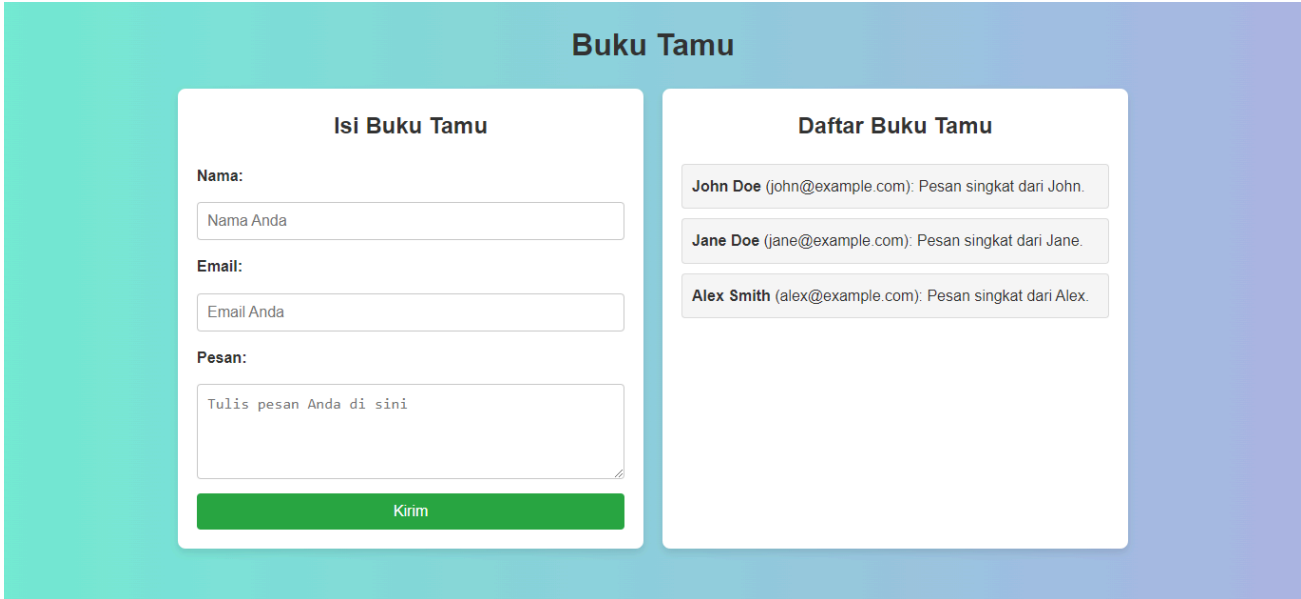 Buku Tamu
Isi Buku Tamu
Nama:
Nama Anda
Email:
Email Anda
Pesan:
Tulis pesan Anda di sini
Kirim
Daftar Buku Tamu
John Doe (john@example.com): Pesan singkat dari John.
Jane Doe (jane@example.com): Pesan singkat dari Jane.
Alex Smith (alex@example.com): Pesan singkat dari Alex.